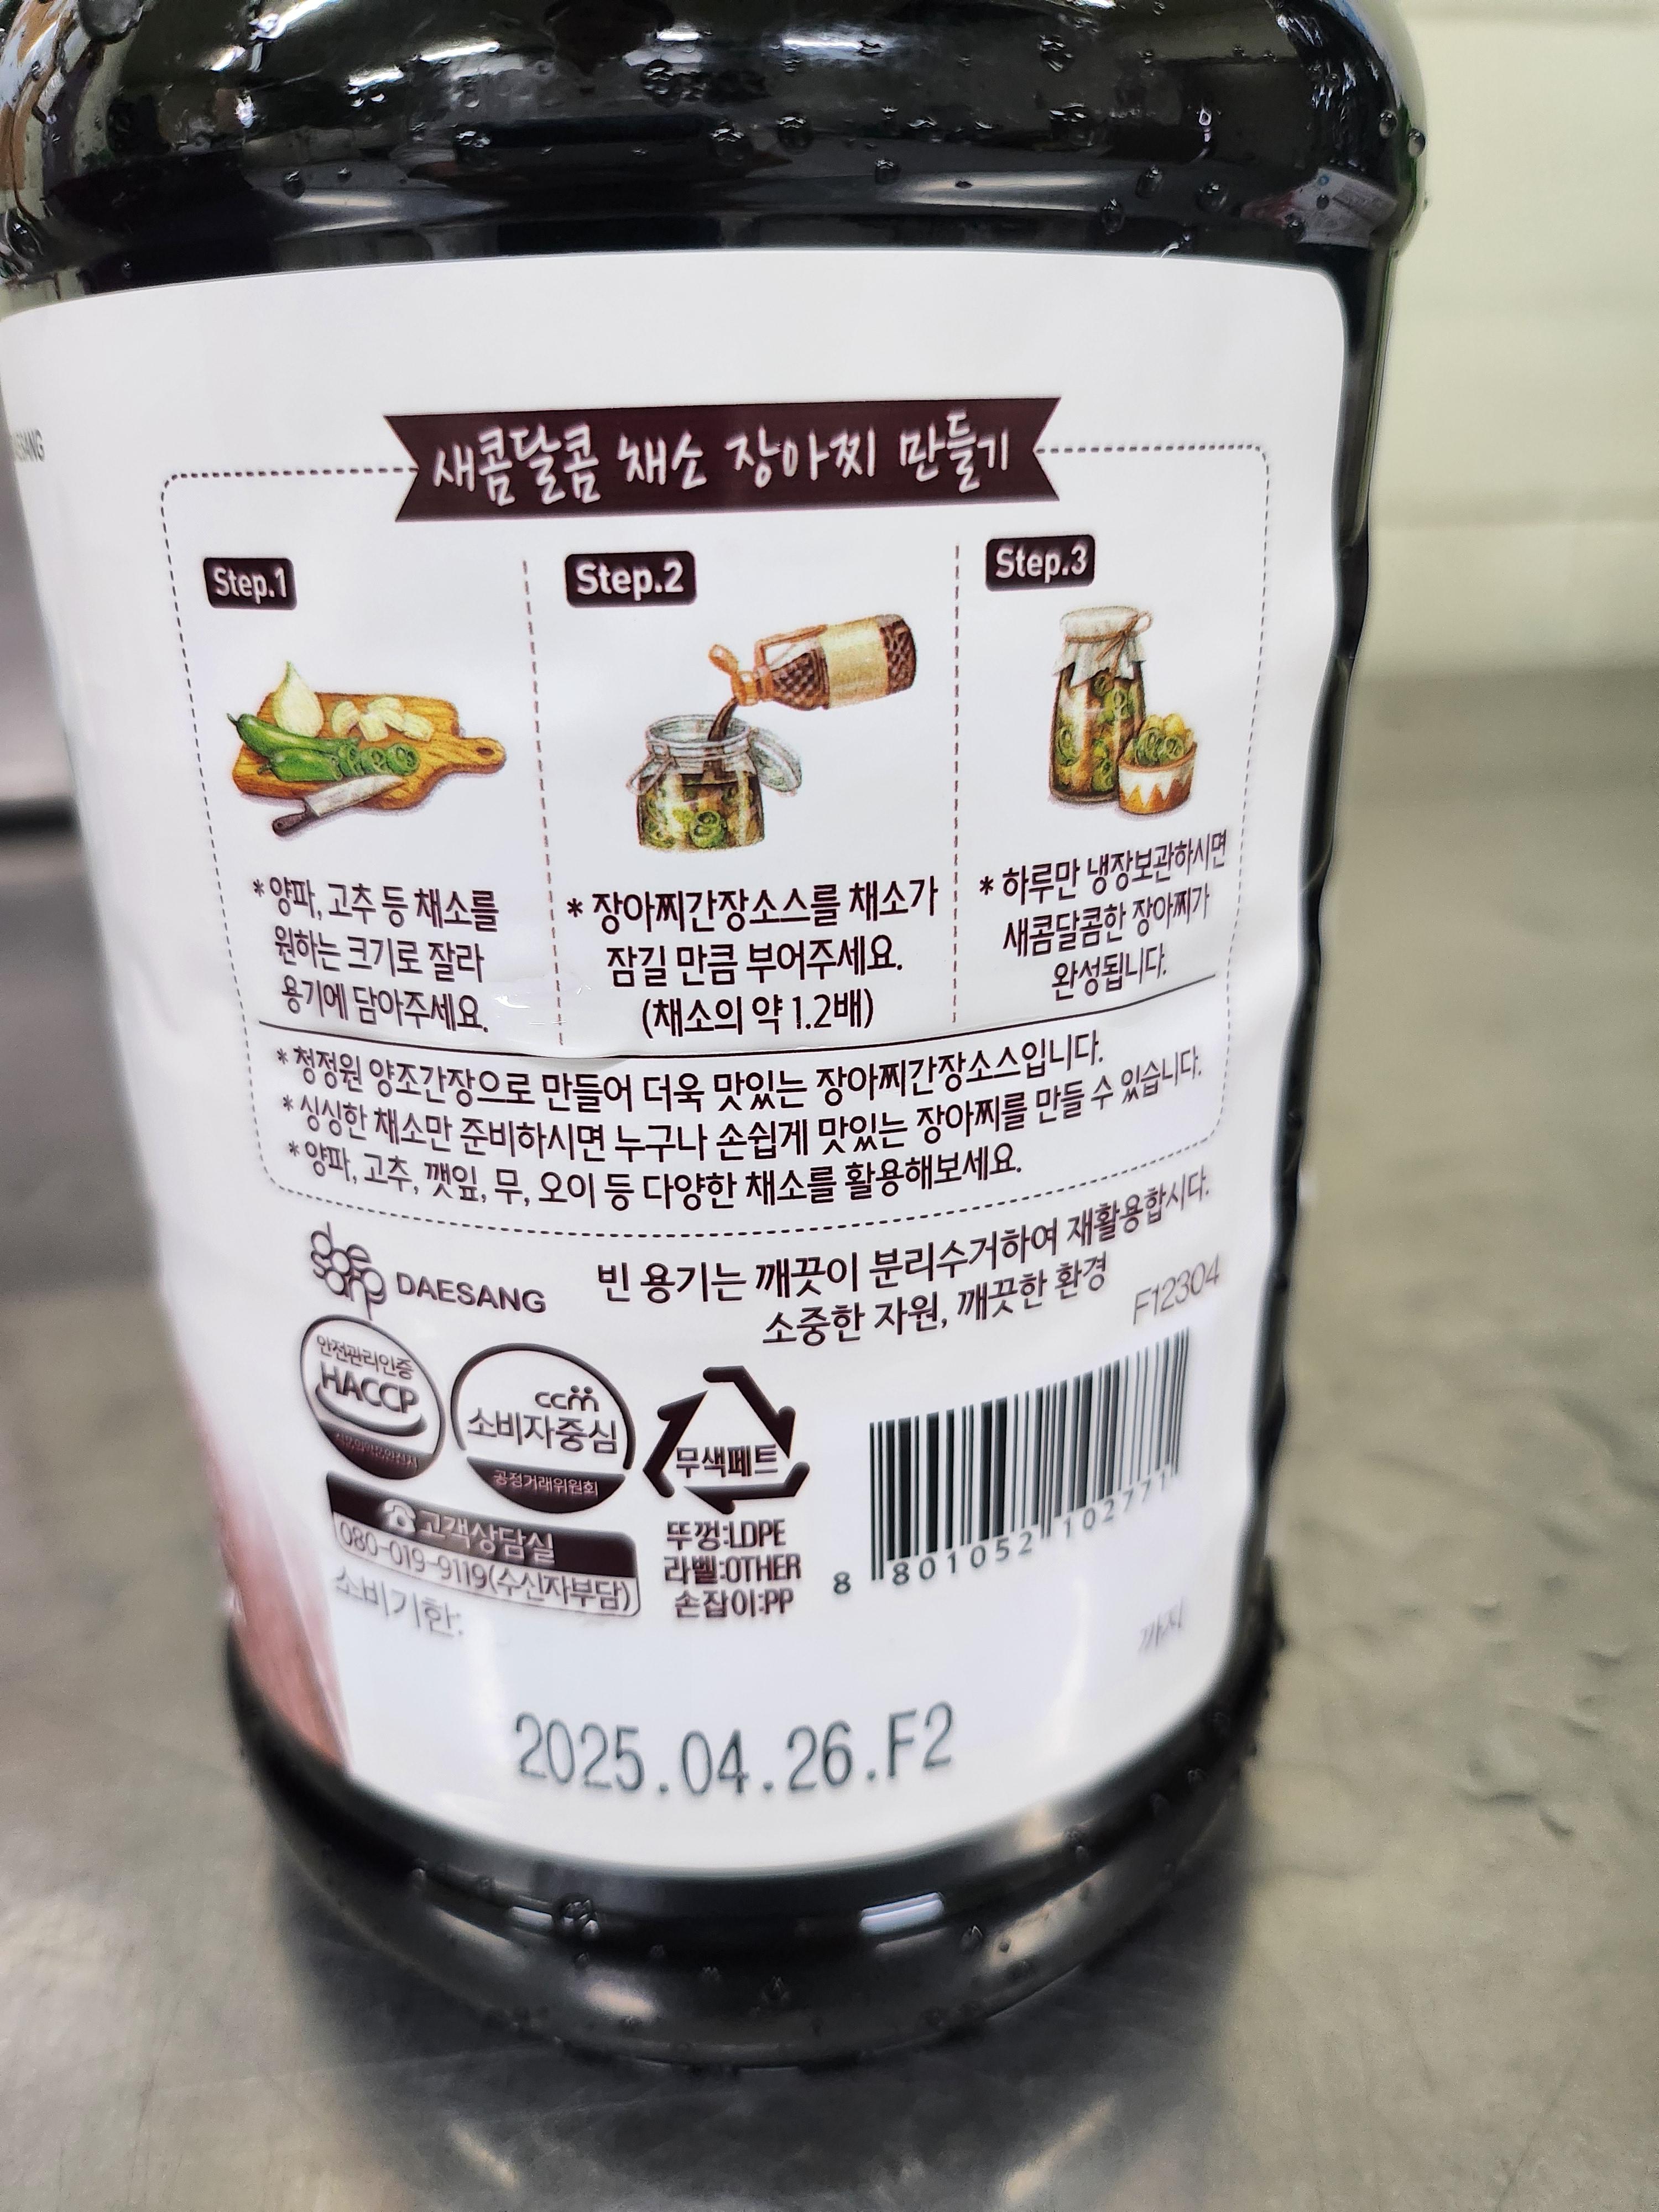 새콤달콤 채소 장아찌 만들기
Step.1
* 양파, 고추 등 채소를
원하는 크기로 잘라
용기에 담아주세요.
Step.2
* 장아찌간장소스를 채소가
잠길 만큼 부어주세요.
(채소의 약 1.2배)
Step.3
* 하루만 냉장보관하시면
새콤달콤한 장아찌가
완성됩니다.
* 청정원 양조간장으로 만들어 더욱 맛있는 장아찌간장소스입니다.
* 싱싱한 채소만 준비하시면 누구나 손쉽게 맛있는 장아찌를 만들 수 있습니다.
* 양파, 고추, 깻잎, 무, 오이 등 다양한 채소를 활용해보세요.
daesang DAESANG
빈 용기는 깨끗이 분리수거하여 재활용합시다.
소중한 자원, 깨끗한 환경
F12304
안전관리인증
HACCP
식품의약품안전처
ccm
소비자중심
공정거래위원회
무색페트
뚜껑:LDPE
라벨:OTHER
손잡이:PP
8 801052 102771
고객상담실
080-019-9119(수신자부담)
소비기한:
까지
2025.04.26.F2